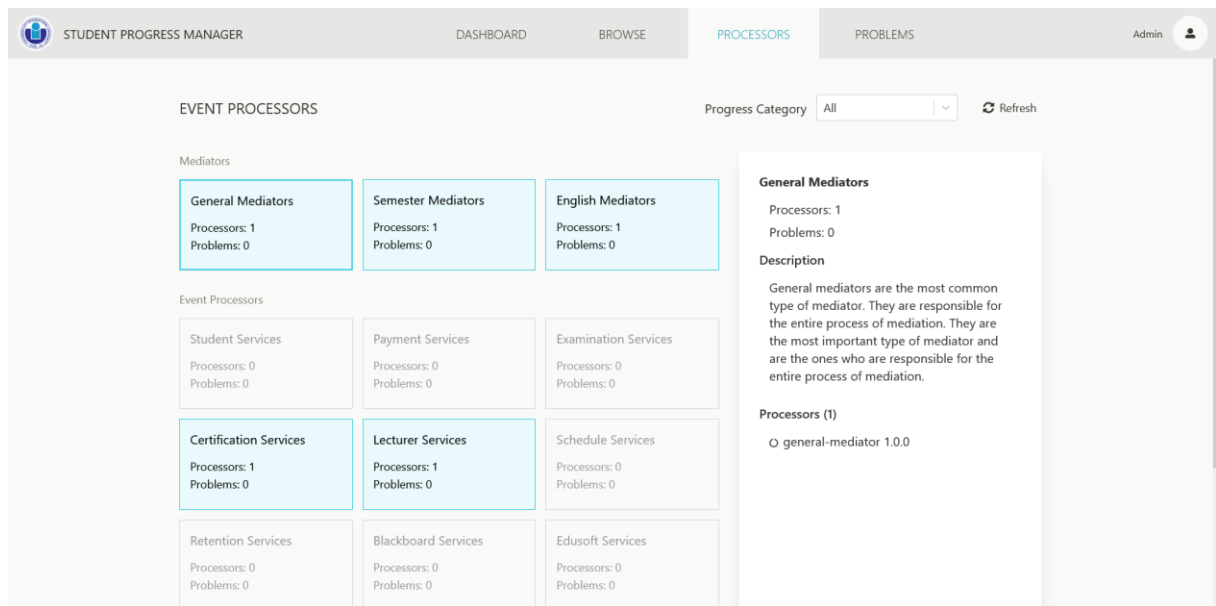 STUDENT PROGRESS MANAGER
DASHBOARD
BROWSE
PROCESSORS
PROBLEMS
Admin
EVENT PROCESSORS
Progress Category
All
Refresh
Mediators
General Mediators
Processors: 1
Problems: 0
Semester Mediators
Processors: 1
Problems: 0
English Mediators
Processors: 1
Problems: 0
Event Processors
Student Services
Processors: 0
Problems: 0
Payment Services
Processors: 0
Problems: 0
Examination Services
Processors: 0
Problems: 0
Certification Services
Processors: 1
Problems: 0
Lecturer Services
Processors: 1
Problems: 0
Schedule Services
Processors: 0
Problems: 0
Retention Services
Processors: 0
Problems: 0
Blackboard Services
Processors: 0
Problems: 0
Edusoft Services
Processors: 0
Problems: 0
General Mediators
Processors: 1
Problems: 0
Description
General mediators are the most common
type of mediator. They are responsible for
the entire process of mediation. They are
the most important type of mediator and
are the ones who are responsible for the
entire process of mediation.
Processors (1)
general-mediator 1.0.0